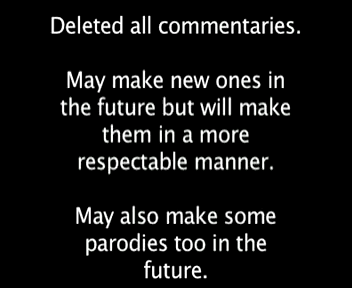 Deleted all commentaries.
May make new ones in
the future but will make
them in a more
respectable manner.
May also make some
parodies too in the
future.